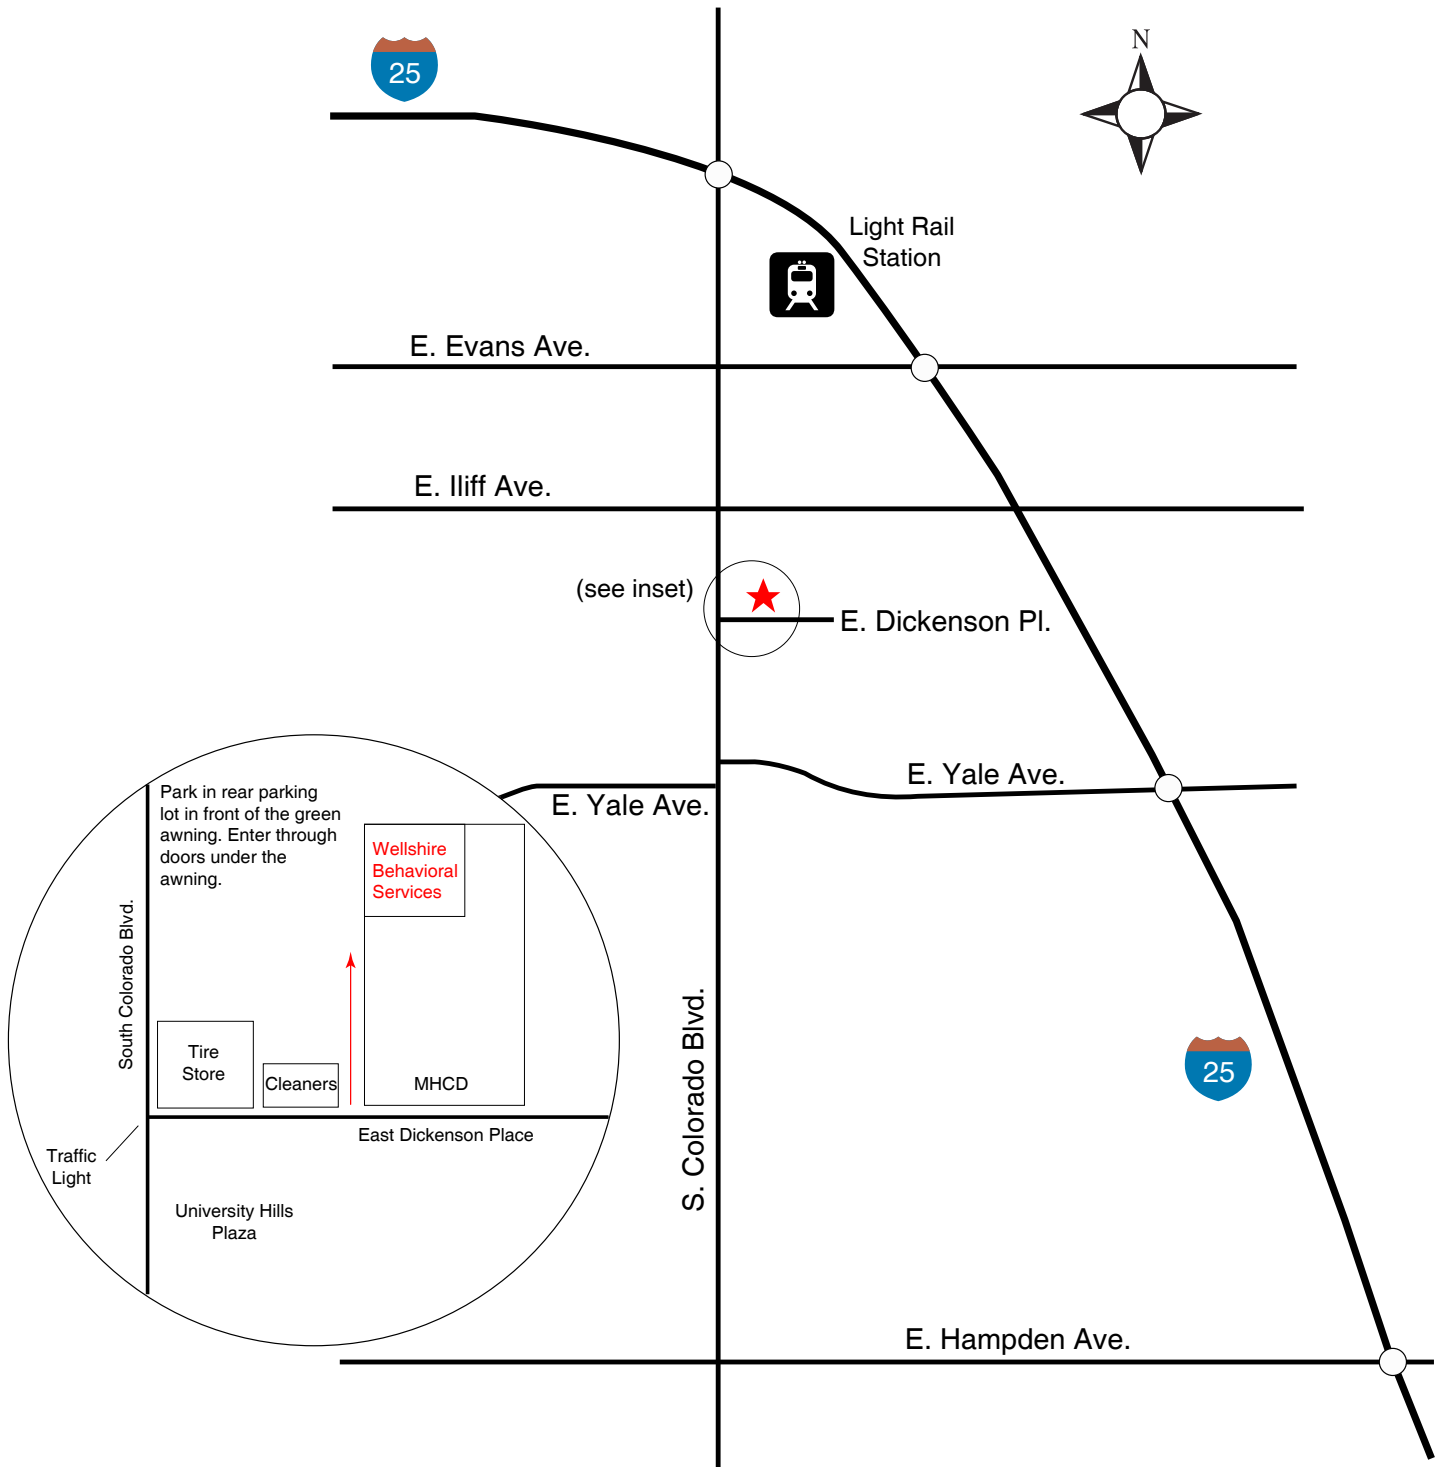 25
N
Light Rail
Station
E. Evans Ave.
E. Iliff Ave.
(see inset)
E. Dickenson Pl.
E. Yale Ave.
E. Yale Ave.
Park in rear parking
lot in front of the green
awning. Enter through
doors under the
awning.
Wellshire
Behavioral
Services
South Colorado Blvd.
Tire
Store
Cleaners
MHCD
East Dickenson Place
Traffic
Light
University Hills
Plaza
S. Colorado Blvd.
25
E. Hampden Ave.